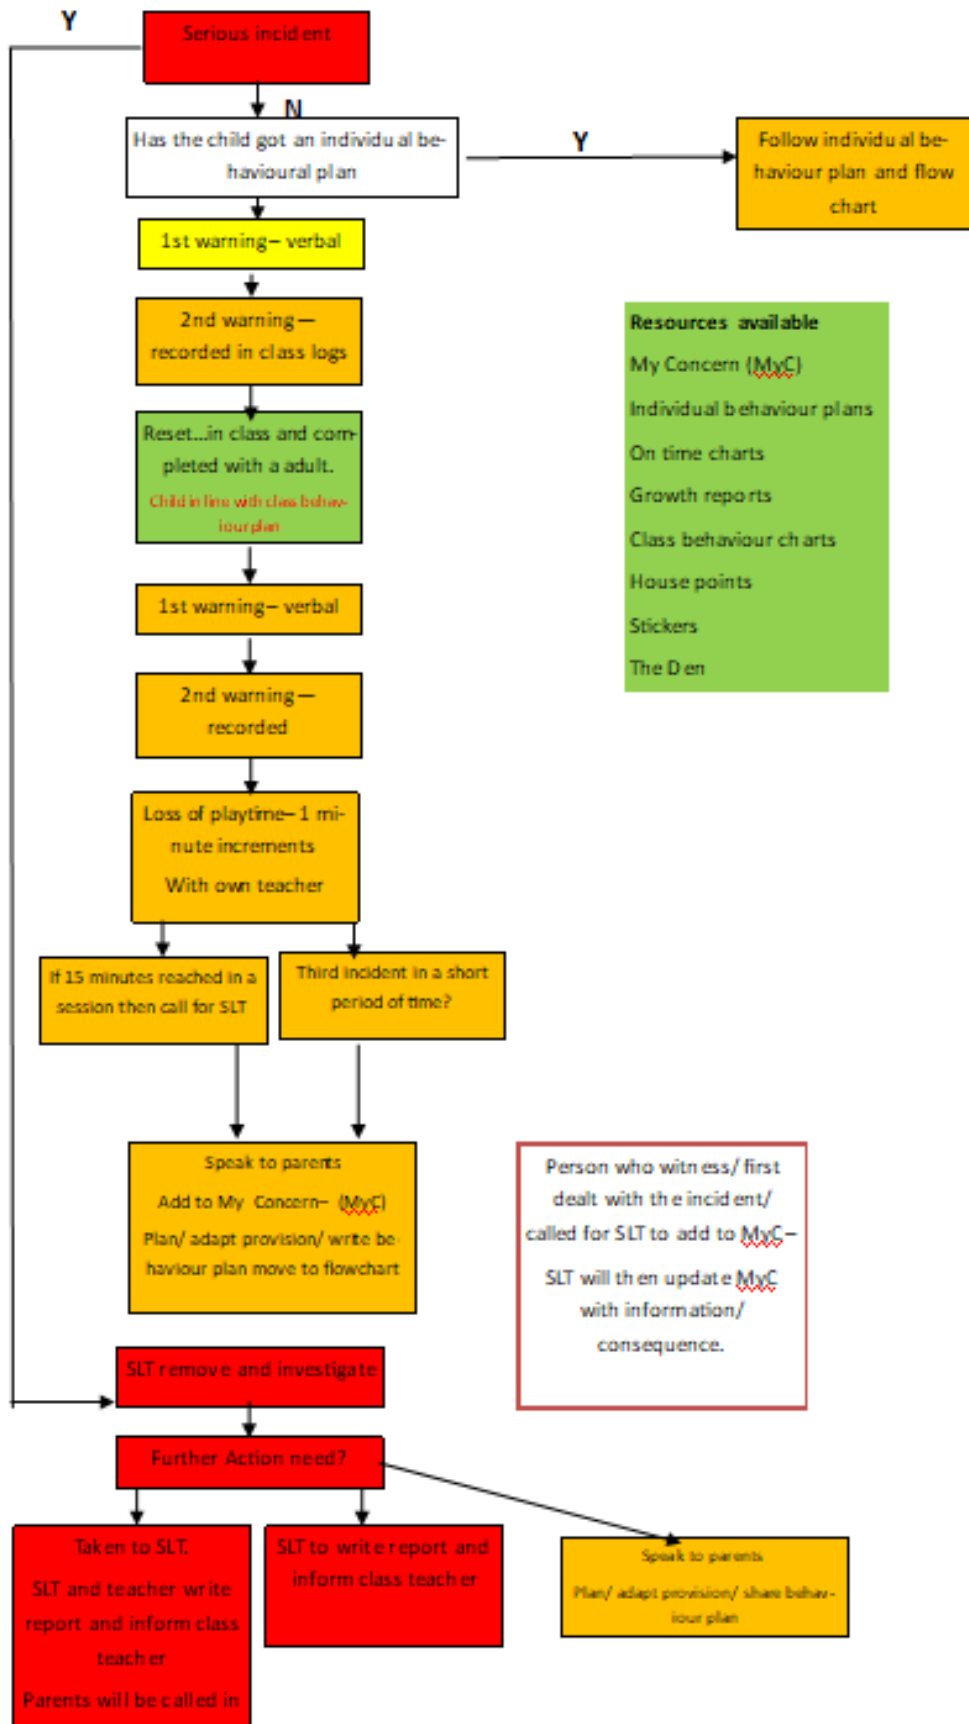 Y
Serious incident
N
Has the child got an individual be-
havioural plan
Y
Follow individual be-
haviour plan and flow
chart
1st warning– verbal
2nd warning—
recorded in class logs
Resources available
My Concern (MyC)
Individual behaviour plans
On time charts
Growth reports
Class behaviour charts
House points
Stickers
The Den
Reset...in class and com-
pleted with a adult.
Child in line with class behav-
iour plan
1st warning– verbal
2nd warning—
recorded
Loss of playtime– 1 mi-
nute increments
With own teacher
If 15 minutes reached in a
session then call for SLT
Third incident in a short
period of time?
Speak to parents
Add to My Concern– (MyC)
Plan/ adapt provision/ write be-
haviour plan move to flowchart
Person who witness/ first
dealt with the incident/
called for SLT to add to MyC–
SLT will then update MyC
with information/
consequence.
SLT remove and investigate
Further Action need?
Taken to SLT.
SLT and teacher write
report and inform class
teacher
Parents will be called in
SLT to write report and
inform class teacher
Speak to parents
Plan/ adapt provision/ share behav-
iour plan